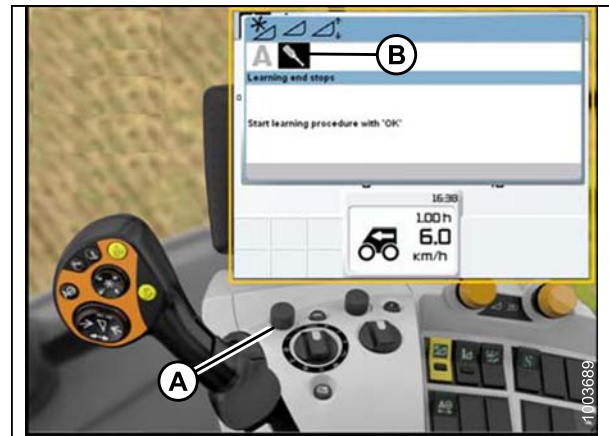 A
B
Learning end stops
Start learning procedure with 'OK'
16:38
1.00 h
6.0
km/h
A
1003689